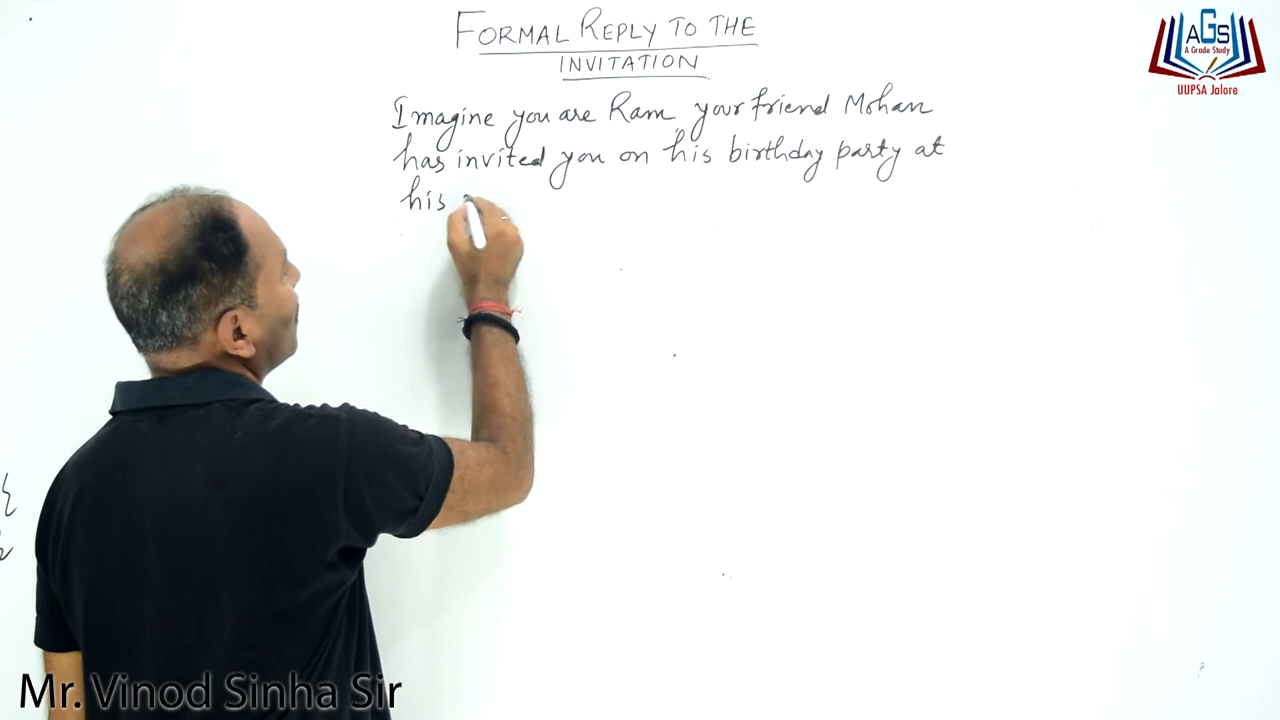 FORMAL REPLY TO THE
INVITATION
Imagine you are Ram your friend Mohan
has invited you on his birthday party at
his
AGS
A Grade Study
UUPSA Jalore
Mr. Vinod Sinha Sir